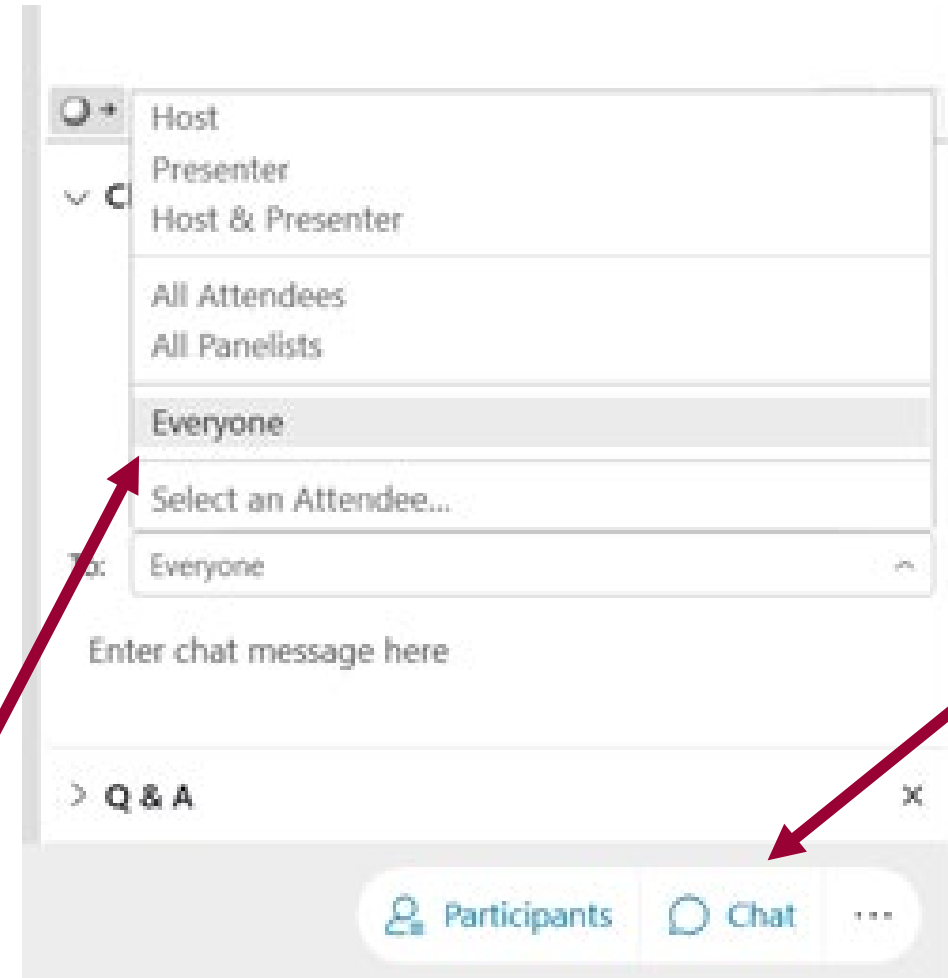 Host
Presenter
Host & Presenter
All Attendees
All Panelists
Everyone
Select an Attendee...
To: Everyone
Enter chat message here
Q & A
Participants Chat